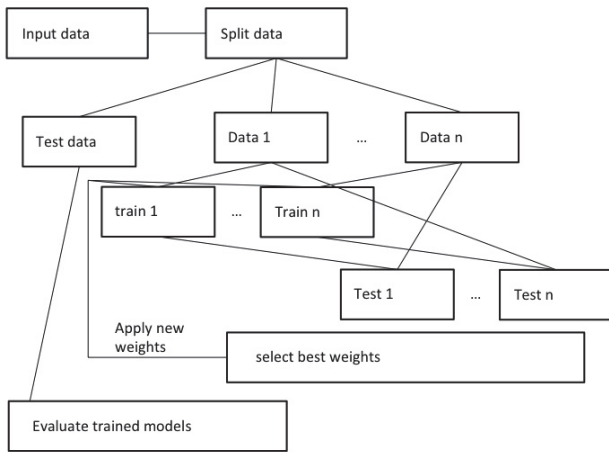 Input data
Split data
Test data
Data 1
...
Data n
train 1
...
Train n
Test 1
...
Test n
Apply new
weights
select best weights
Evaluate trained models